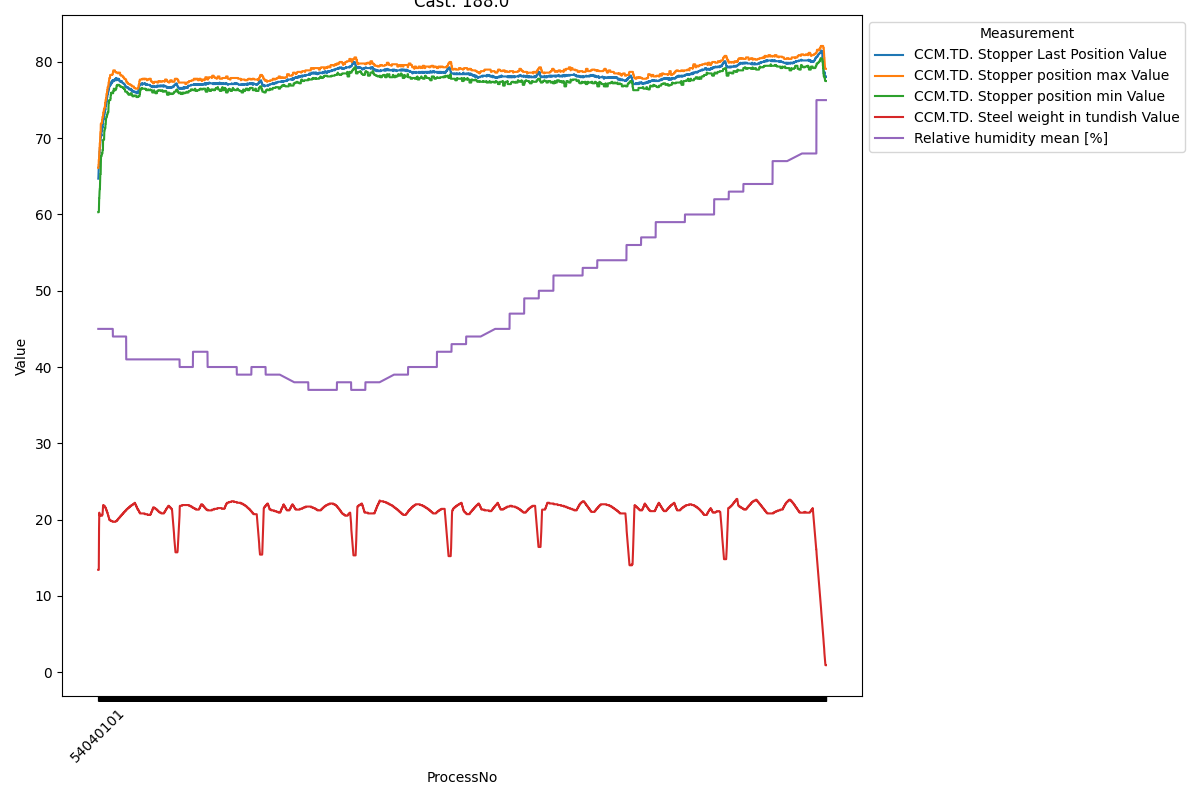 Cast: 188.0
Measurement
CCM.TD. Stopper Last Position Value
CCM.TD. Stopper position max Value
CCM.TD. Stopper position min Value
CCM.TD. Steel weight in tundish Value
Relative humidity mean [%]
Value
80
70
60
50
40
30
20
10
0
54040101
ProcessNo